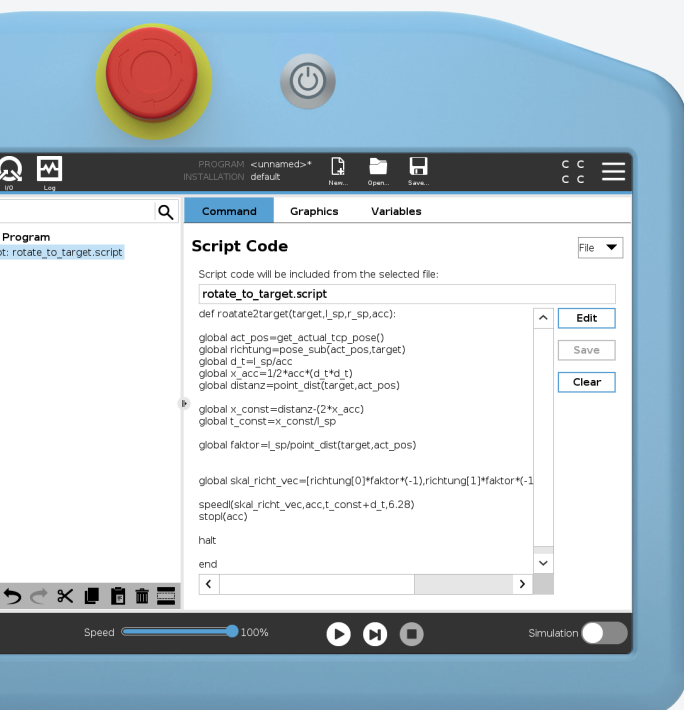 PROGRAM <unnamed>*
INSTALLATION default
I/O
Log
New...
Open...
Save...
C C
C C
Program
ot: rotate_to_target.script
Command
Graphics
Variables
Script Code
File
Script code will be included from the selected file:
rotate_to_target.script
def roatate2target(target,l_sp,r_sp,acc):
global act_pos=get_actual_tcp_pose()
global richtung=pose_sub(act_pos,target)
global d_t=l_sp/acc
global x_acc=1/2*acc*(d_t*d_t)
global distanz=point_dist(target,act_pos)
global x_const=distanz-(2*x_acc)
global t_const=x_const/l_sp
global faktor=l_sp/point_dist(target,act_pos)
global skal_richt_vec=[richtung[0]*faktor*(-1),richtung[1]*faktor*(-1
speedl(skal_richt_vec,acc,t_const+d_t,6.28)
stopl(acc)
halt
end
Edit
Save
Clear
Speed
100%
Simulation